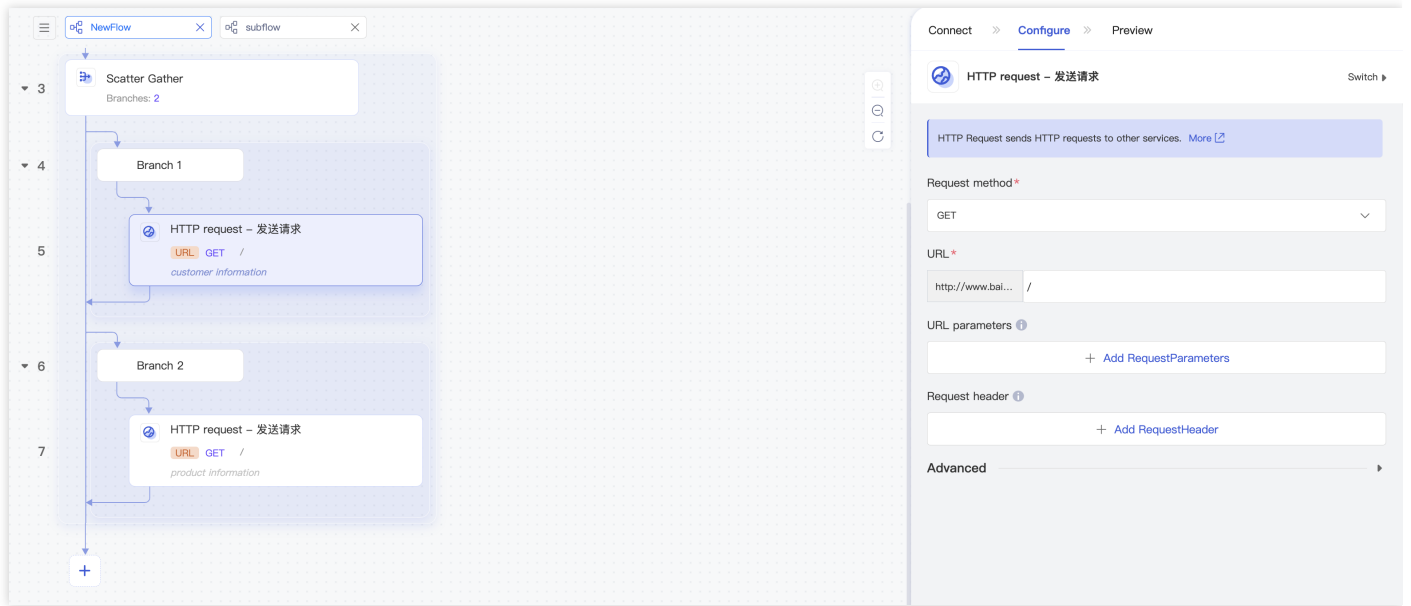 NewFlow
subflow
3
Scatter Gather
Branches: 2
4
Branch 1
5
HTTP request – 发送请求
URL GET /
customer information
6
Branch 2
7
HTTP request – 发送请求
URL GET /
product information
Connect
Configure
Preview
HTTP request – 发送请求
Switch
HTTP Request sends HTTP requests to other services. More
Request method*
GET
URL*
http://www.bai... /
URL parameters
+ Add RequestParameters
Request header
+ Add RequestHeader
Advanced